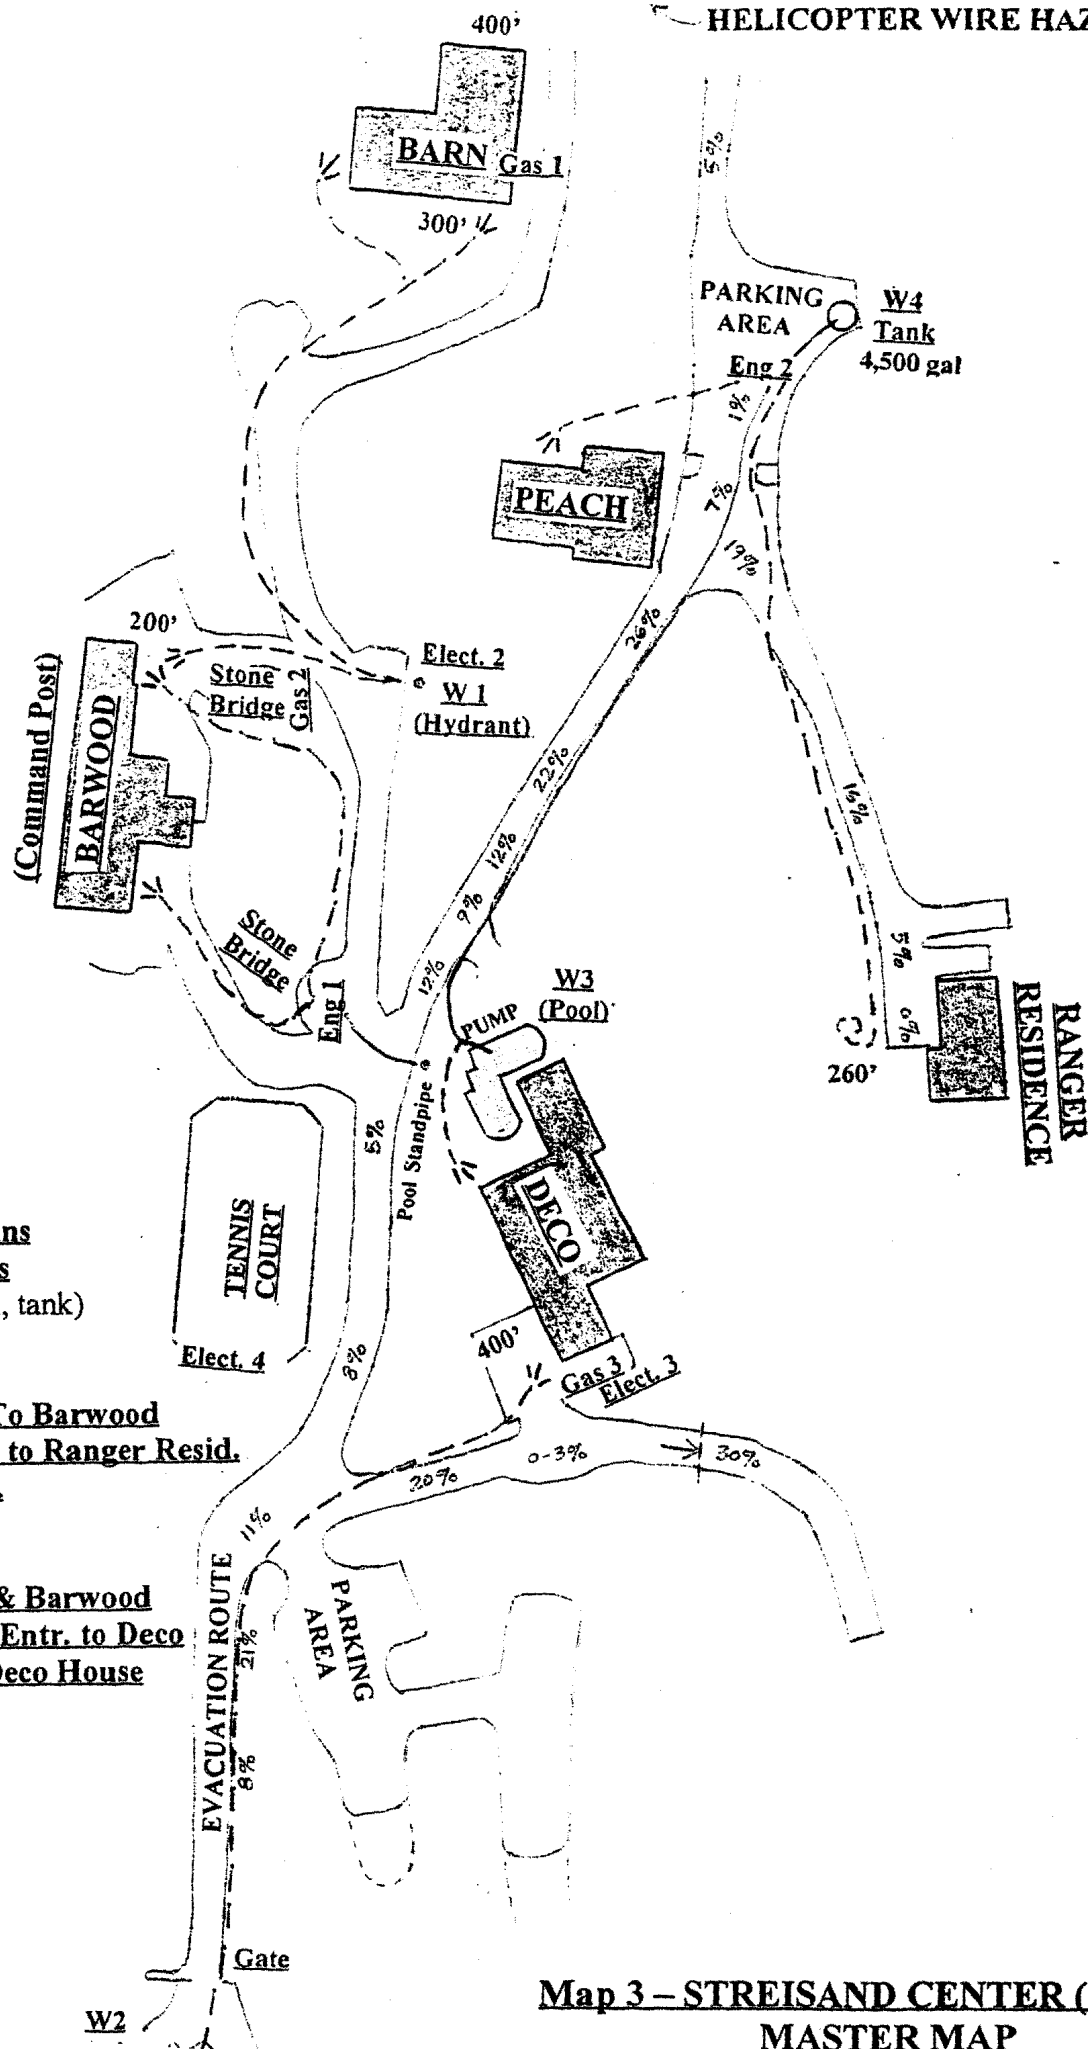 400'
HELICOPTER WIRE HAZ
BARN Gas 1
300'
5%
PARKING
AREA
W4
Tank
4,500 gal
Eng 2
1%
PEACH
7%
19%
26%
200'
Stone
Bridge
Gas 2
Elect. 2
W 1
(Hydrant)
(Command Post)
BARWOOD
22%
12%
9%
12%
16%
5%
0%
Stone
Bridge
Eng 1
W3
(Pool)
PUMP
RANGER
RESIDENCE
260'
Pool Standpipe
5%
TENNIS
COURT
DECO
ns
s
, tank)
Elect. 4
8%
400'
Gas 3
Elect. 3
To Barwood
to Ranger Resid.
20%
0-3%
30%
11%
& Barwood
Entr. to Deco
Deco House
EVACUATION ROUTE
21%
8%
PARKING
AREA
Gate
W2
Map 3 – STREISAND CENTER (
MASTER MAP